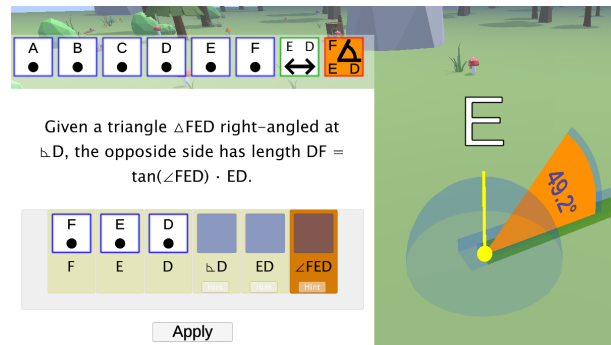 A B C D E F E D F E D
Given a triangle △FED right-angled at
⊾D, the opposide side has length DF =
tan(∠FED) · ED.
F E D
F E D ⊾D ED ∠FED
Hint Hint Hint
Apply
E
49.2°